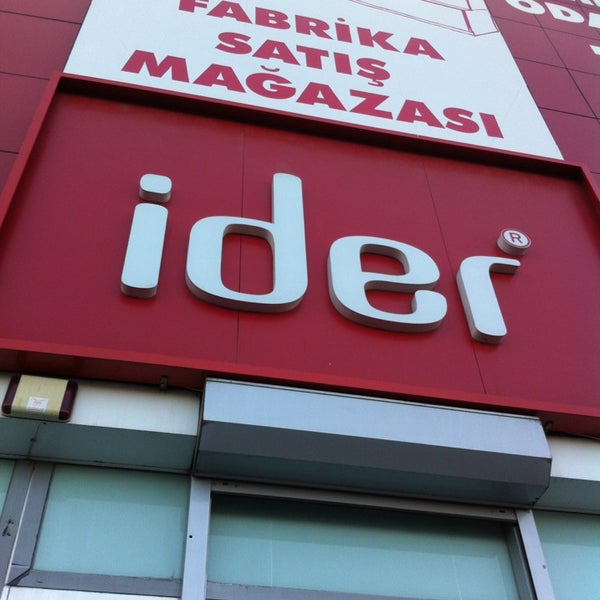 FABRİKA
SATIŞ
MAĞAZASI
ider®